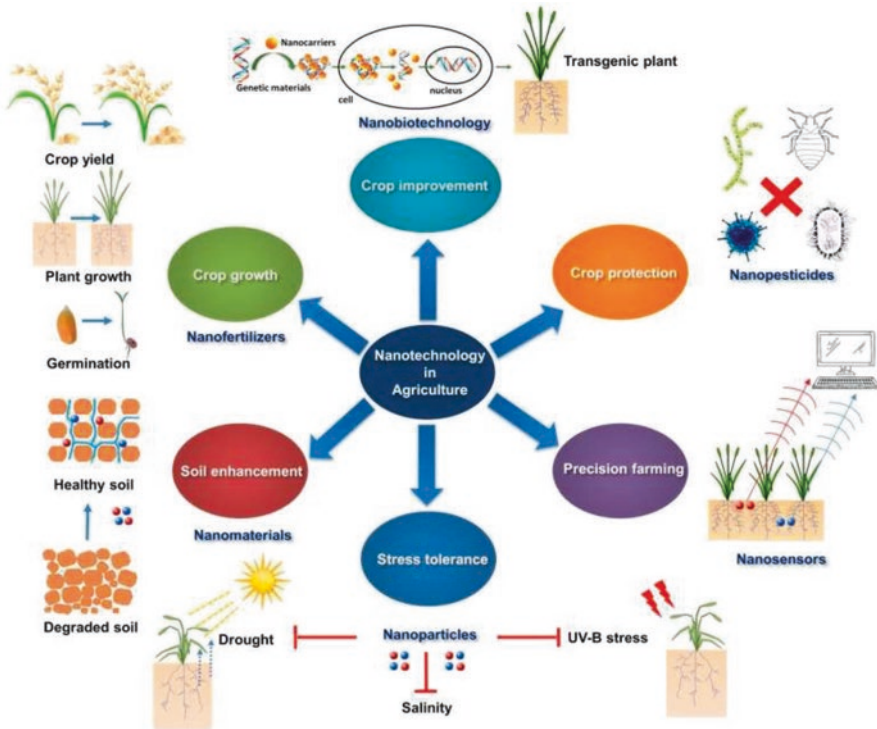 Nanocarriers
Genetic materials
cell
nucleus
Transgenic plant
Nanobiotechnology
Crop yield
Crop improvement
Plant growth
Crop growth
Crop protection
Nanopesticides
Nanofertilizers
Germination
Nanotechnology
in
Agriculture
Healthy soil
Soil enhancement
Precision farming
Nanomaterials
Nanosensors
Stress tolerance
Degraded soil
Drought
Nanoparticles
UV-B stress
Salinity